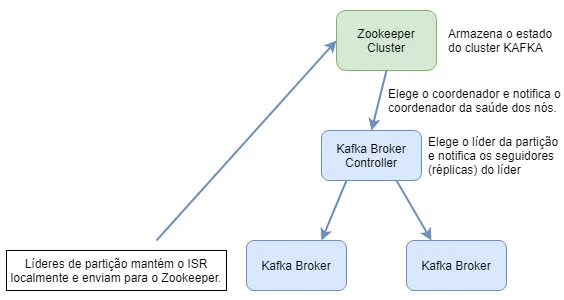 Zookeeper
Cluster
Armazena o estado
do cluster KAFKA
Elege o coordenador e notifica o
coordenador da saúde dos nós.
Kafka Broker
Controller
Elege o líder da partição
e notifica os seguidores
(réplicas) do líder
Líderes de partição mantém o ISR
localmente e enviam para o Zookeeper.
Kafka Broker
Kafka Broker